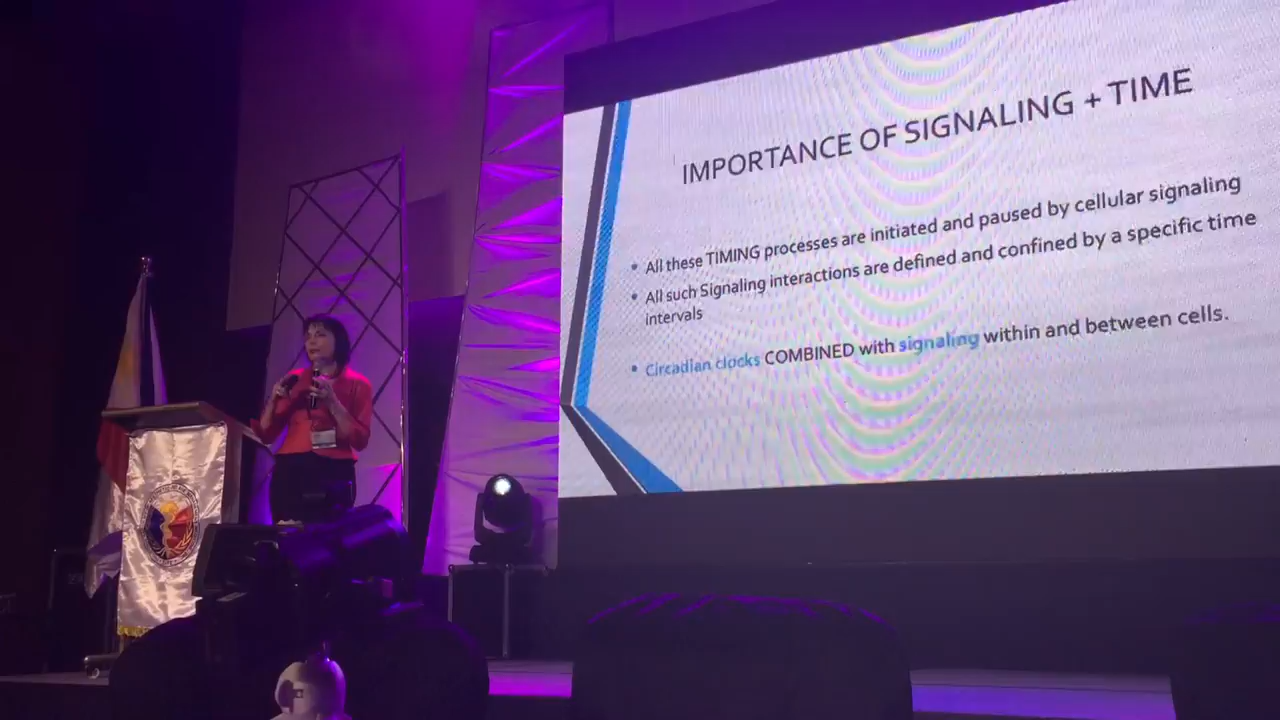 IMPORTANCE OF SIGNALING + TIME
• All these TIMING processes are initiated and paused by cellular signaling
• All such Signaling interactions are defined and confined by a specific time
intervals
• Circadian clocks COMBINED with signaling within and between cells.